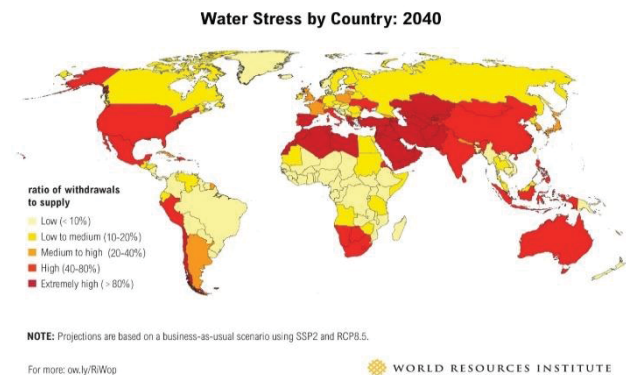 Water Stress by Country: 2040
ratio of withdrawals
to supply
Low (< 10%)
Low to medium (10-20%)
Medium to high (20-40%)
High (40-80%)
Extremely high (> 80%)
NOTE: Projections are based on a business-as-usual scenario using SSP2 and RCP8.5.
For more: ow.ly/RiWop
WORLD RESOURCES INSTITUTE